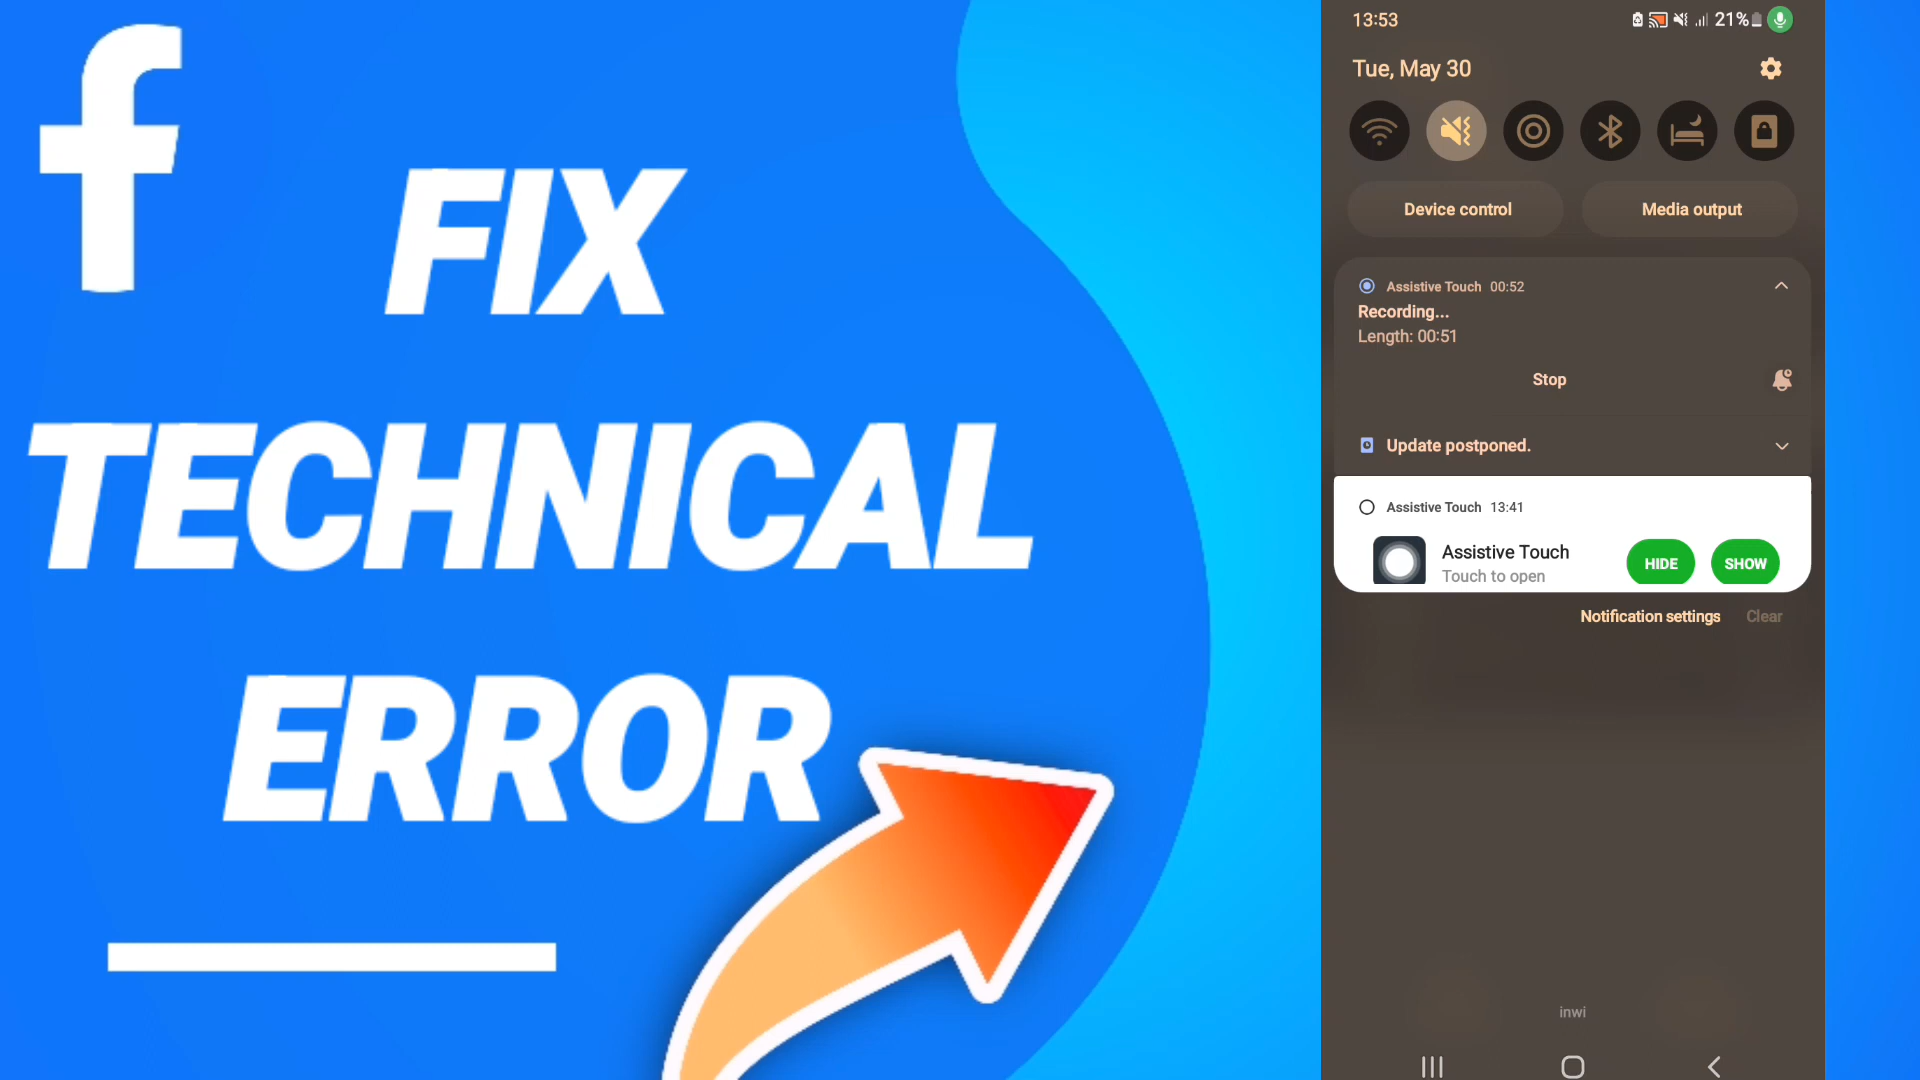 FIX
TECHNICAL
ERROR
13:53
21%
Tue, May 30
Device control
Media output
Assistive Touch 00:52
Recording...
Length: 00:51
Stop
Update postponed.
Assistive Touch 13:41
Assistive Touch
Touch to open
HIDE
SHOW
Notification settings
Clear
inwi